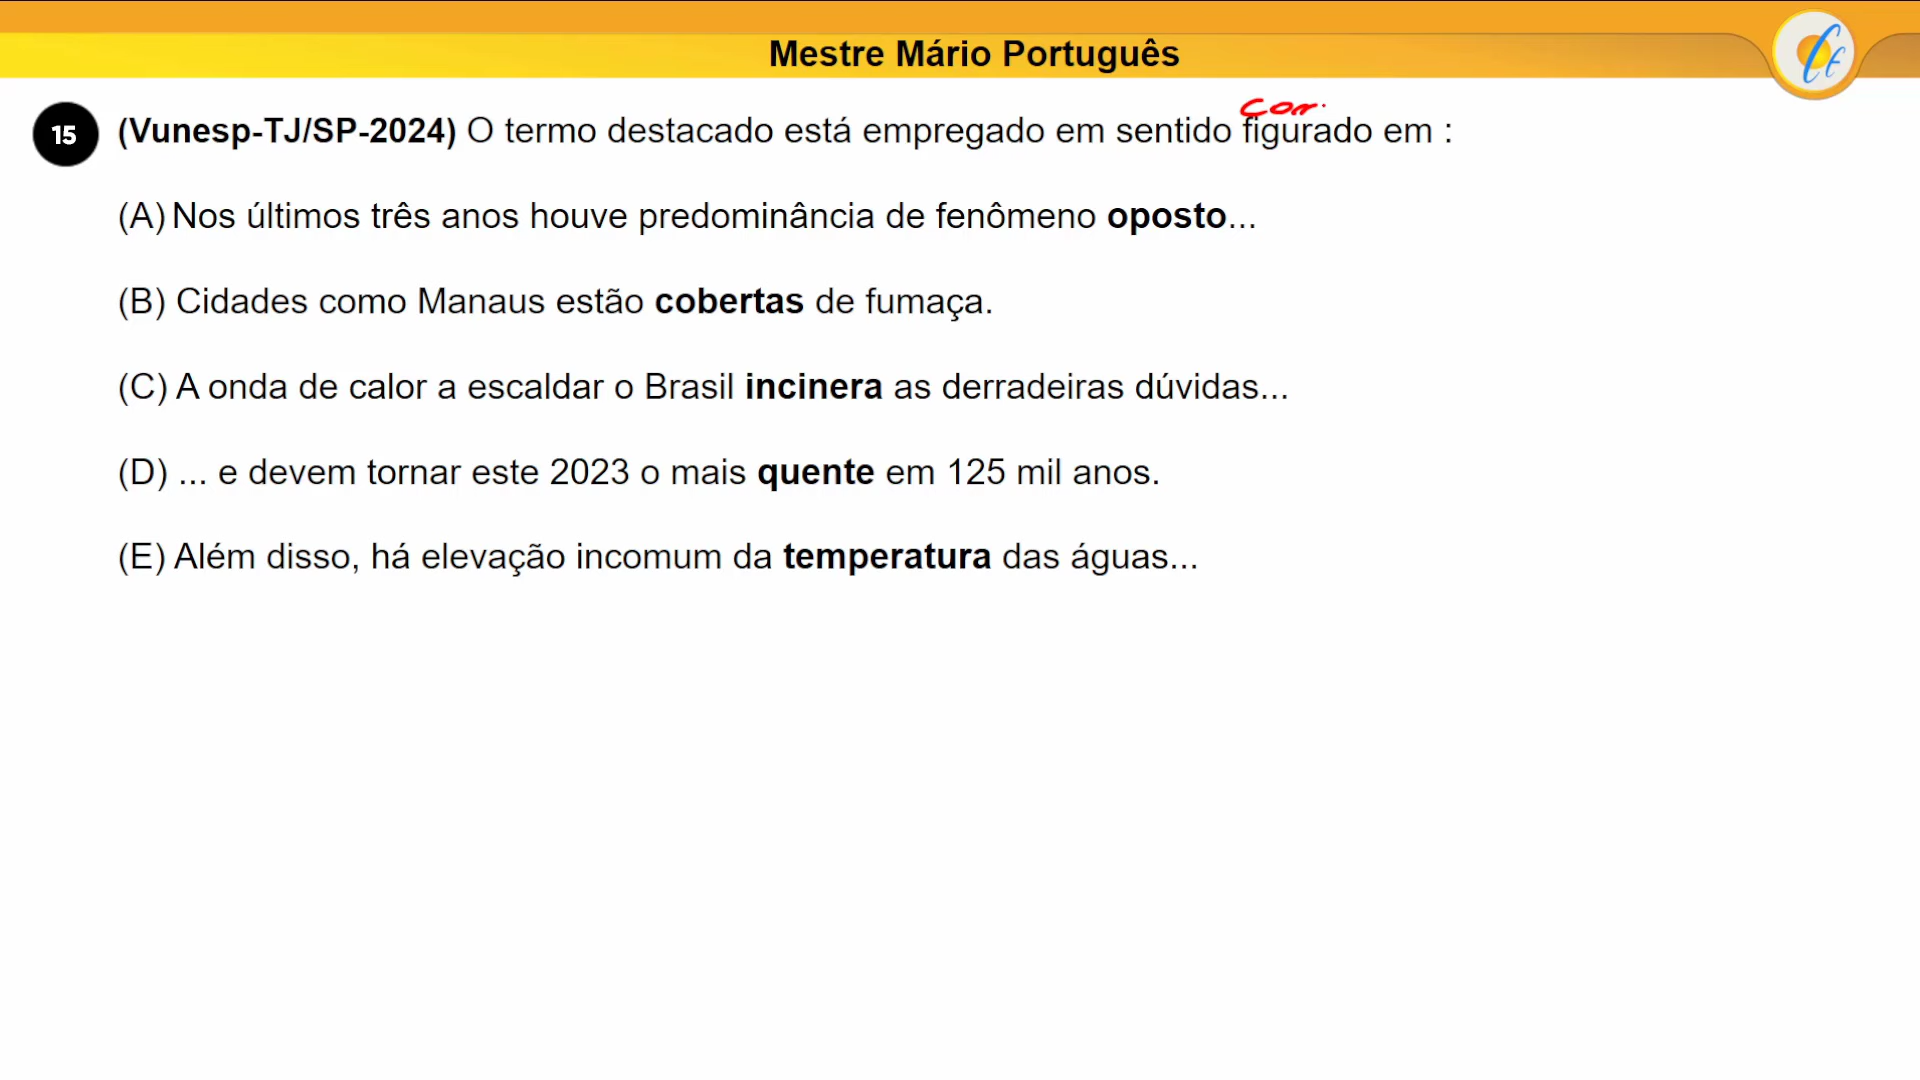 Mestre Mário Português
con
15 (Vunesp-TJ/SP-2024) O termo destacado está empregado em sentido figurado em :
(A) Nos últimos três anos houve predominância de fenômeno oposto...
(B) Cidades como Manaus estão cobertas de fumaça.
(C) A onda de calor a escaldar o Brasil incinera as derradeiras dúvidas...
(D) ... e devem tornar este 2023 o mais quente em 125 mil anos.
(E) Além disso, há elevação incomum da temperatura das águas...